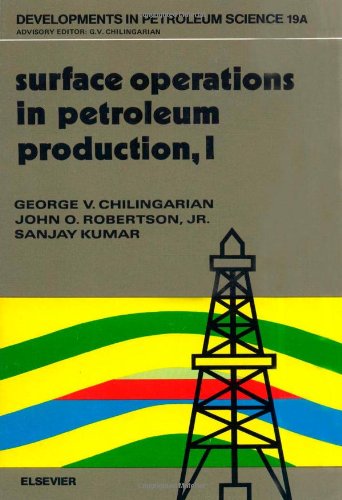 DEVELOPMENTS IN PETROLEUM SCIENCE 19A
ADVISORY EDITOR: G.V. CHILINGARIAN
surface operations
in petroleum
production, I
GEORGE V. CHILINGARIAN
JOHN O. ROBERTSON, JR.
SANJAY KUMAR
ELSEVIER